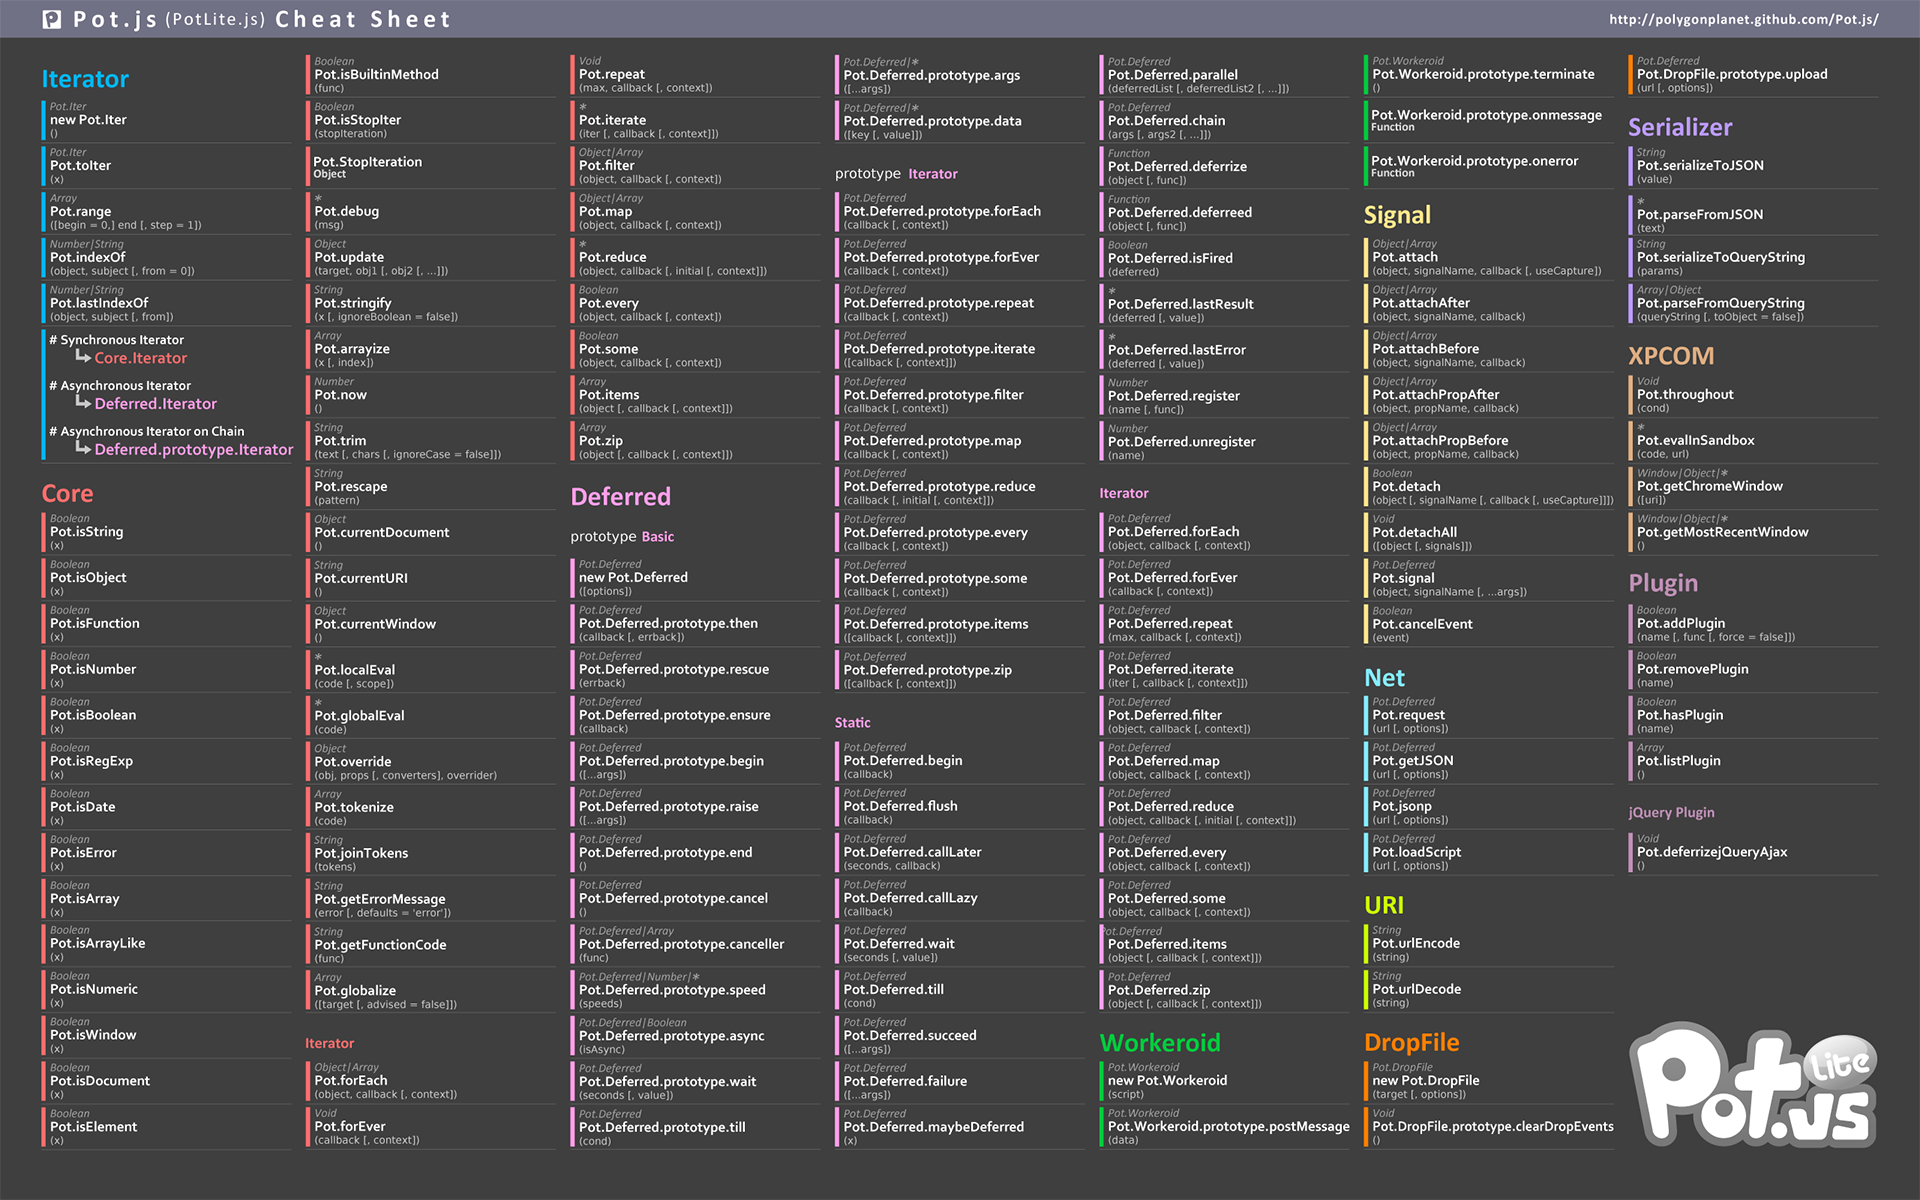 Pot.js (PotLite.js) Cheat Sheet
http://polygonplanet.github.com/Pot.js/
Iterator
Pot.Iter
new Pot.Iter
()
Pot.Iter
Pot.toIter
(x)
Array
Pot.range
([begin = 0,] end [, step = 1])
Number|String
Pot.indexOf
(object, subject [, from = 0])
Number|String
Pot.lastIndexOf
(object, subject [, from])
# Synchronous Iterator
Core.Iterator
# Asynchronous Iterator
Deferred.Iterator
# Asynchronous Iterator on Chain
Deferred.prototype.Iterator
Core
Boolean
Pot.isString
(x)
Boolean
Pot.isObject
(x)
Boolean
Pot.isFunction
(x)
Boolean
Pot.isNumber
(x)
Boolean
Pot.isBoolean
(x)
Boolean
Pot.isRegExp
(x)
Boolean
Pot.isDate
(x)
Boolean
Pot.isError
(x)
Boolean
Pot.isArray
(x)
Boolean
Pot.isArrayLike
(x)
Boolean
Pot.isNumeric
(x)
Boolean
Pot.isWindow
(x)
Boolean
Pot.isDocument
(x)
Boolean
Pot.isElement
(x)
Boolean
Pot.isBuiltinMethod
(func)
Boolean
Pot.isStopIter
(stopIteration)
Pot.StopIteration
Object
*
Pot.debug
(msg)
Object
Pot.update
(target, obj1 [, obj2 [, ...]])
String
Pot.stringify
(x [, ignoreBoolean = false])
Array
Pot.arrayize
(x [, index])
Number
Pot.now
()
String
Pot.trim
(text [, chars [, ignoreCase = false]])
String
Pot.rescape
(pattern)
Object
Pot.currentDocument
()
String
Pot.currentURI
()
Object
Pot.currentWindow
()
*
Pot.localEval
(code [, scope])
*
Pot.globalEval
(code)
Object
Pot.override
(obj, props [, converters], overrider)
Array
Pot.tokenize
(code)
String
Pot.joinTokens
(tokens)
String
Pot.getErrorMessage
(error [, defaults = 'error'])
String
Pot.getFunctionCode
(func)
Array
Pot.globalize
([target [, advised = false]])
Iterator
Object|Array
Pot.forEach
(object, callback [, context])
Void
Pot.forEver
(callback [, context])
Void
Pot.repeat
(max, callback [, context])
*
Pot.iterate
(iter [, callback [, context]])
Object|Array
Pot.filter
(object, callback [, context])
Object|Array
Pot.map
(object, callback [, context])
*
Pot.reduce
(object, callback [, initial [, context]])
Boolean
Pot.every
(object, callback [, context])
Boolean
Pot.some
(object, callback [, context])
Array
Pot.items
(object [, callback [, context]])
Array
Pot.zip
(object [, callback [, context]])
Deferred
prototype Basic
Pot.Deferred
new Pot.Deferred
([options])
Pot.Deferred
Pot.Deferred.prototype.then
(callback [, errback])
Pot.Deferred
Pot.Deferred.prototype.rescue
(errback)
Pot.Deferred
Pot.Deferred.prototype.ensure
(callback)
Pot.Deferred
Pot.Deferred.prototype.begin
([...args])
Pot.Deferred
Pot.Deferred.prototype.raise
([...args])
Pot.Deferred
Pot.Deferred.prototype.end
()
Pot.Deferred
Pot.Deferred.prototype.cancel
()
Pot.Deferred|Array
Pot.Deferred.prototype.canceller
(func)
Pot.Deferred|Number|*
Pot.Deferred.prototype.speed
(speeds)
Pot.Deferred|Boolean
Pot.Deferred.prototype.async
(isAsync)
Pot.Deferred
Pot.Deferred.prototype.wait
(seconds [, value])
Pot.Deferred
Pot.Deferred.prototype.till
(cond)
Pot.Deferred|*
Pot.Deferred.prototype.args
([...args])
Pot.Deferred|*
Pot.Deferred.prototype.data
([key [, value]])
prototype Iterator
Pot.Deferred
Pot.Deferred.prototype.forEach
(callback [, context])
Pot.Deferred
Pot.Deferred.prototype.forEver
(callback [, context])
Pot.Deferred
Pot.Deferred.prototype.repeat
(callback [, context])
Pot.Deferred
Pot.Deferred.prototype.iterate
([callback [, context]])
Pot.Deferred
Pot.Deferred.prototype.filter
(callback [, context])
Pot.Deferred
Pot.Deferred.prototype.map
(callback [, context])
Pot.Deferred
Pot.Deferred.prototype.reduce
(callback [, initial [, context]])
Pot.Deferred
Pot.Deferred.prototype.every
(callback [, context])
Pot.Deferred
Pot.Deferred.prototype.some
(callback [, context])
Pot.Deferred
Pot.Deferred.prototype.items
([callback [, context]])
Pot.Deferred
Pot.Deferred.prototype.zip
([callback [, context]])
Static
Pot.Deferred
Pot.Deferred.begin
(callback)
Pot.Deferred
Pot.Deferred.flush
(callback)
Pot.Deferred
Pot.Deferred.callLater
(seconds, callback)
Pot.Deferred
Pot.Deferred.callLazy
(callback)
Pot.Deferred
Pot.Deferred.wait
(seconds [, value])
Pot.Deferred
Pot.Deferred.till
(cond)
Pot.Deferred
Pot.Deferred.succeed
([...args])
Pot.Deferred
Pot.Deferred.failure
([...args])
Pot.Deferred
Pot.Deferred.maybeDeferred
(x)
Pot.Deferred
Pot.Deferred.parallel
(deferredList [, deferredList2 [, ...]])
Pot.Deferred
Pot.Deferred.chain
(args [, args2 [, ...]])
Function
Pot.Deferred.deferrize
(object [, func])
Function
Pot.Deferred.deferreed
(object [, func])
Boolean
Pot.Deferred.isFired
(deferred)
*
Pot.Deferred.lastResult
(deferred [, value])
*
Pot.Deferred.lastError
(deferred [, value])
Number
Pot.Deferred.register
(name [, func])
Number
Pot.Deferred.unregister
(name)
Iterator
Pot.Deferred
Pot.Deferred.forEach
(object, callback [, context])
Pot.Deferred
Pot.Deferred.forEver
(callback [, context])
Pot.Deferred
Pot.Deferred.repeat
(max, callback [, context])
Pot.Deferred
Pot.Deferred.iterate
(iter [, callback [, context]])
Pot.Deferred
Pot.Deferred.filter
(object, callback [, context])
Pot.Deferred
Pot.Deferred.map
(object, callback [, context])
Pot.Deferred
Pot.Deferred.reduce
(object, callback [, initial [, context]])
Pot.Deferred
Pot.Deferred.every
(object, callback [, context])
Pot.Deferred
Pot.Deferred.some
(object, callback [, context])
Pot.Deferred
Pot.Deferred.items
(object [, callback [, context]])
Pot.Deferred
Pot.Deferred.zip
(object [, callback [, context]])
Workeroid
Pot.Workeroid
new Pot.Workeroid
(script)
Pot.Workeroid
Pot.Workeroid.prototype.postMessage
(data)
Pot.Workeroid
Pot.Workeroid.prototype.terminate
()
Pot.Workeroid.prototype.onmessage
Function
Pot.Workeroid.prototype.onerror
Function
Signal
Object|Array
Pot.attach
(object, signalName, callback [, useCapture])
Object|Array
Pot.attachAfter
(object, signalName, callback)
Object|Array
Pot.attachBefore
(object, signalName, callback)
Object|Array
Pot.attachPropAfter
(object, propName, callback)
Object|Array
Pot.attachPropBefore
(object, propName, callback)
Boolean
Pot.detach
(object [, signalName [, callback [, useCapture]]])
Void
Pot.detachAll
([object [, signals]])
Pot.Deferred
Pot.signal
(object, signalName [, ...args])
Boolean
Pot.cancelEvent
(event)
Net
Pot.Deferred
Pot.request
(url [, options])
Pot.Deferred
Pot.getJSON
(url [, options])
Pot.Deferred
Pot.jsonp
(url [, options])
Pot.Deferred
Pot.loadScript
(url [, options])
URI
String
Pot.urlEncode
(string)
String
Pot.urlDecode
(string)
DropFile
Pot.DropFile
new Pot.DropFile
(target [, options])
Void
Pot.DropFile.prototype.clearDropEvents
()
Pot.Deferred
Pot.DropFile.prototype.upload
(url [, options])
Serializer
String
Pot.serializeToJSON
(value)
*
Pot.parseFromJSON
(text)
String
Pot.serializeToQueryString
(params)
Array|Object
Pot.parseFromQueryString
(queryString [, toObject = false])
XPCOM
Void
Pot.throughout
(cond)
*
Pot.evalInSandbox
(code, url)
Window|Object|*
Pot.getChromeWindow
([uri])
Window|Object|*
Pot.getMostRecentWindow
()
Plugin
Boolean
Pot.addPlugin
(name [, func [, force = false]])
Boolean
Pot.removePlugin
(name)
Boolean
Pot.hasPlugin
(name)
Array
Pot.listPlugin
()
jQuery Plugin
Void
Pot.deferrizejQueryAjax
()
Pot.js
Lite